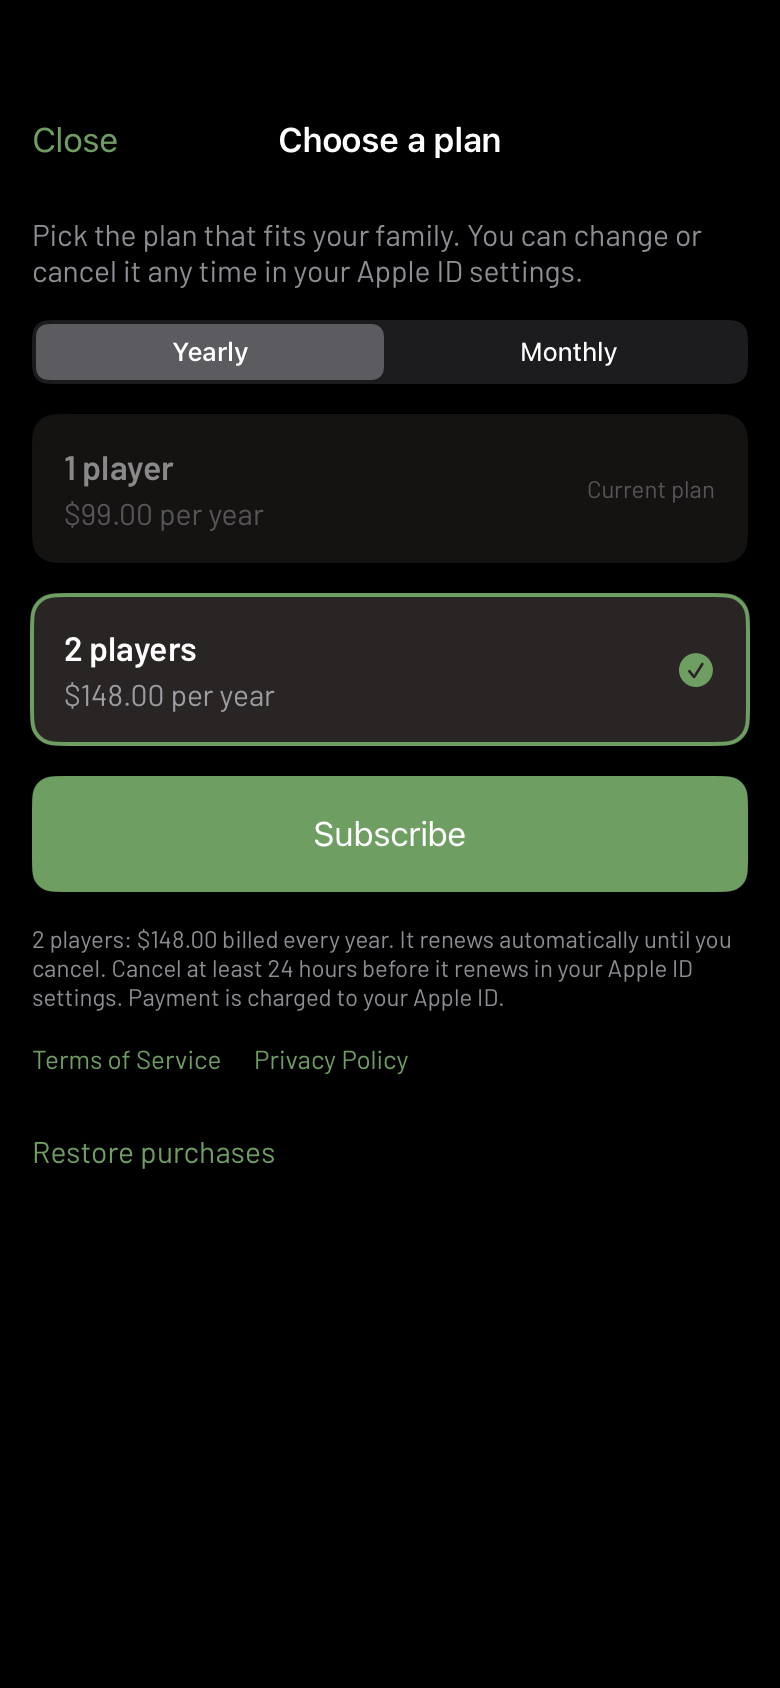 Close
Choose a plan
Pick the plan that fits your family. You can change or
cancel it any time in your Apple ID settings.
Yearly
Monthly
1 player
$99.00 per year
Current plan
2 players
$148.00 per year
Subscribe
2 players: $148.00 billed every year. It renews automatically until you
cancel. Cancel at least 24 hours before it renews in your Apple ID
settings. Payment is charged to your Apple ID.
Terms of Service
Privacy Policy
Restore purchases